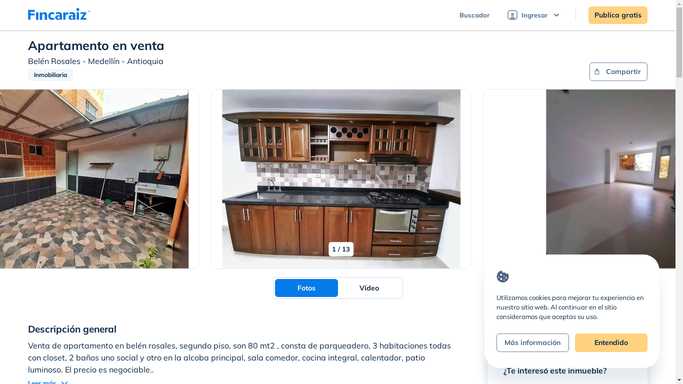 Fincaraiz
Buscador
Ingresar
Publica gratis
Apartamento en venta
Belén Rosales - Medellín - Antioquia
Inmobiliaria
Compartir
1 / 13
Fotos
Video
Descripción general
Venta de apartamento en belén rosales, segundo piso, son 80 mt2 , consta de parqueadero, 3 habitaciones todas
con closet, 2 baños uno social y otro en la alcoba principal, sala comedor, cocina integral, calentador, patio
luminoso. El precio es negociable..
Leer más
Utilizamos cookies para mejorar tu experiencia en
nuestro sitio web. Al continuar en el sitio
consideramos que aceptas su uso.
Más información
Entendido
¿Te interesó este inmueble?